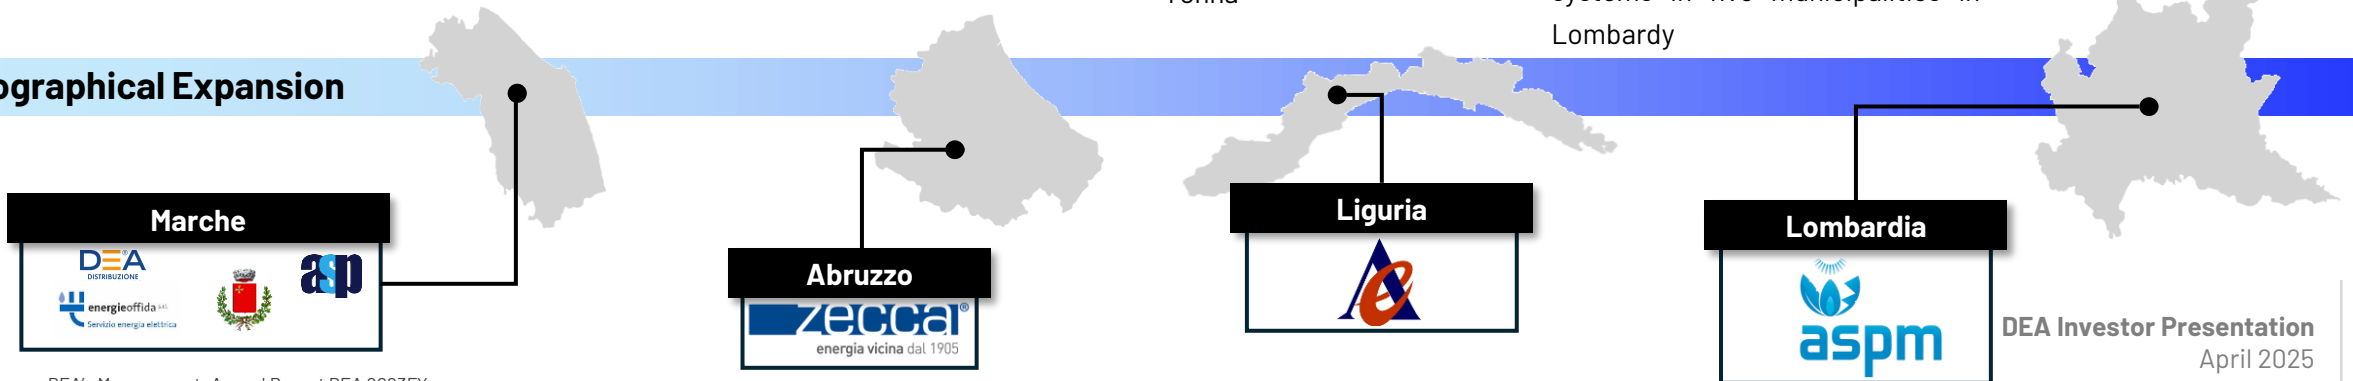 Lombardy
ographical Expansion
Marche
DEA
DISTRIBUZIONE
energieoffida s.r.l.
Servizio energia elettrica
asp
Abruzzo
zecca®
energia vicina dal 1905
Liguria
Ae
Lombardia
aspm
DEA Investor Presentation
April 2025